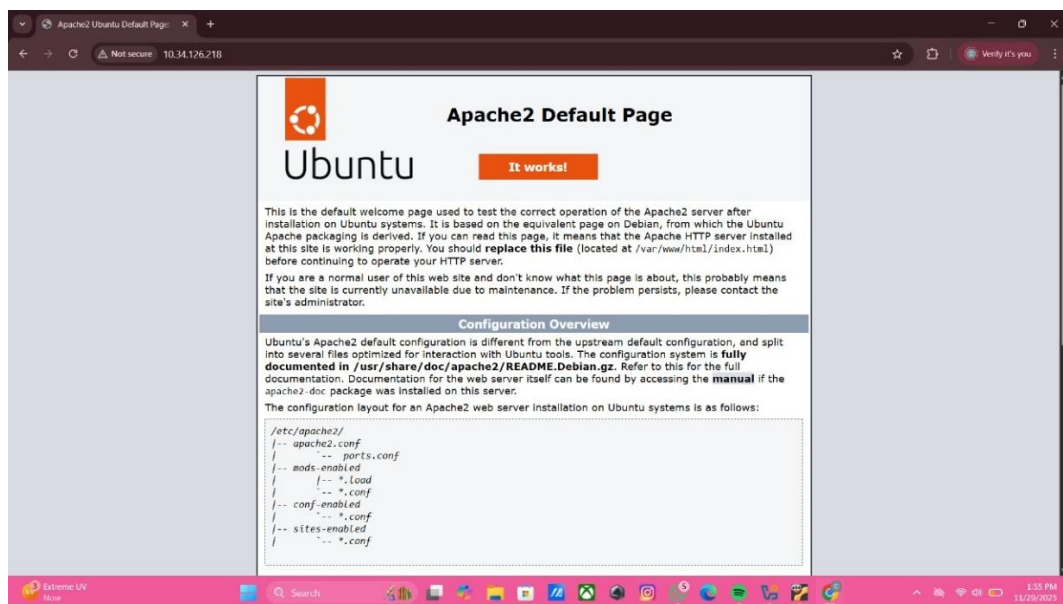 Apache2 Ubuntu Default Page:
Not secure
10.34.126.218
Verify it's you
ubuntu
Apache2 Default Page
It works!
This is the default welcome page used to test the correct operation of the Apache2 server after
installation on Ubuntu systems. It is based on the equivalent page on Debian, from which the Ubuntu
Apache packaging is derived. If you can read this page, it means that the Apache HTTP server installed
at this site is working properly. You should replace this file (located at /var/www/html/index.html)
before continuing to operate your HTTP server.
If you are a normal user of this web site and don't know what this page is about, this probably means
that the site is currently unavailable due to maintenance. If the problem persists, please contact the
site's administrator.
Configuration Overview
Ubuntu's Apache2 default configuration is different from the upstream default configuration, and split
into several files optimized for interaction with Ubuntu tools. The configuration system is fully
documented in /usr/share/doc/apache2/README.Debian.gz. Refer to this for the full
documentation. Documentation for the web server itself can be found by accessing the manual if the
apache2-doc package was installed on this server.
The configuration layout for an Apache2 web server installation on Ubuntu systems is as follows:
/etc/apache2/
|-- apache2.conf
|       `--  ports.conf
|-- mods-enabled
|       |-- *.load
|       `-- *.conf
|-- conf-enabled
|       `-- *.conf
|-- sites-enabled
|       `-- *.conf
Extreme UV
Now
Search
1:55 PM
11/29/2025